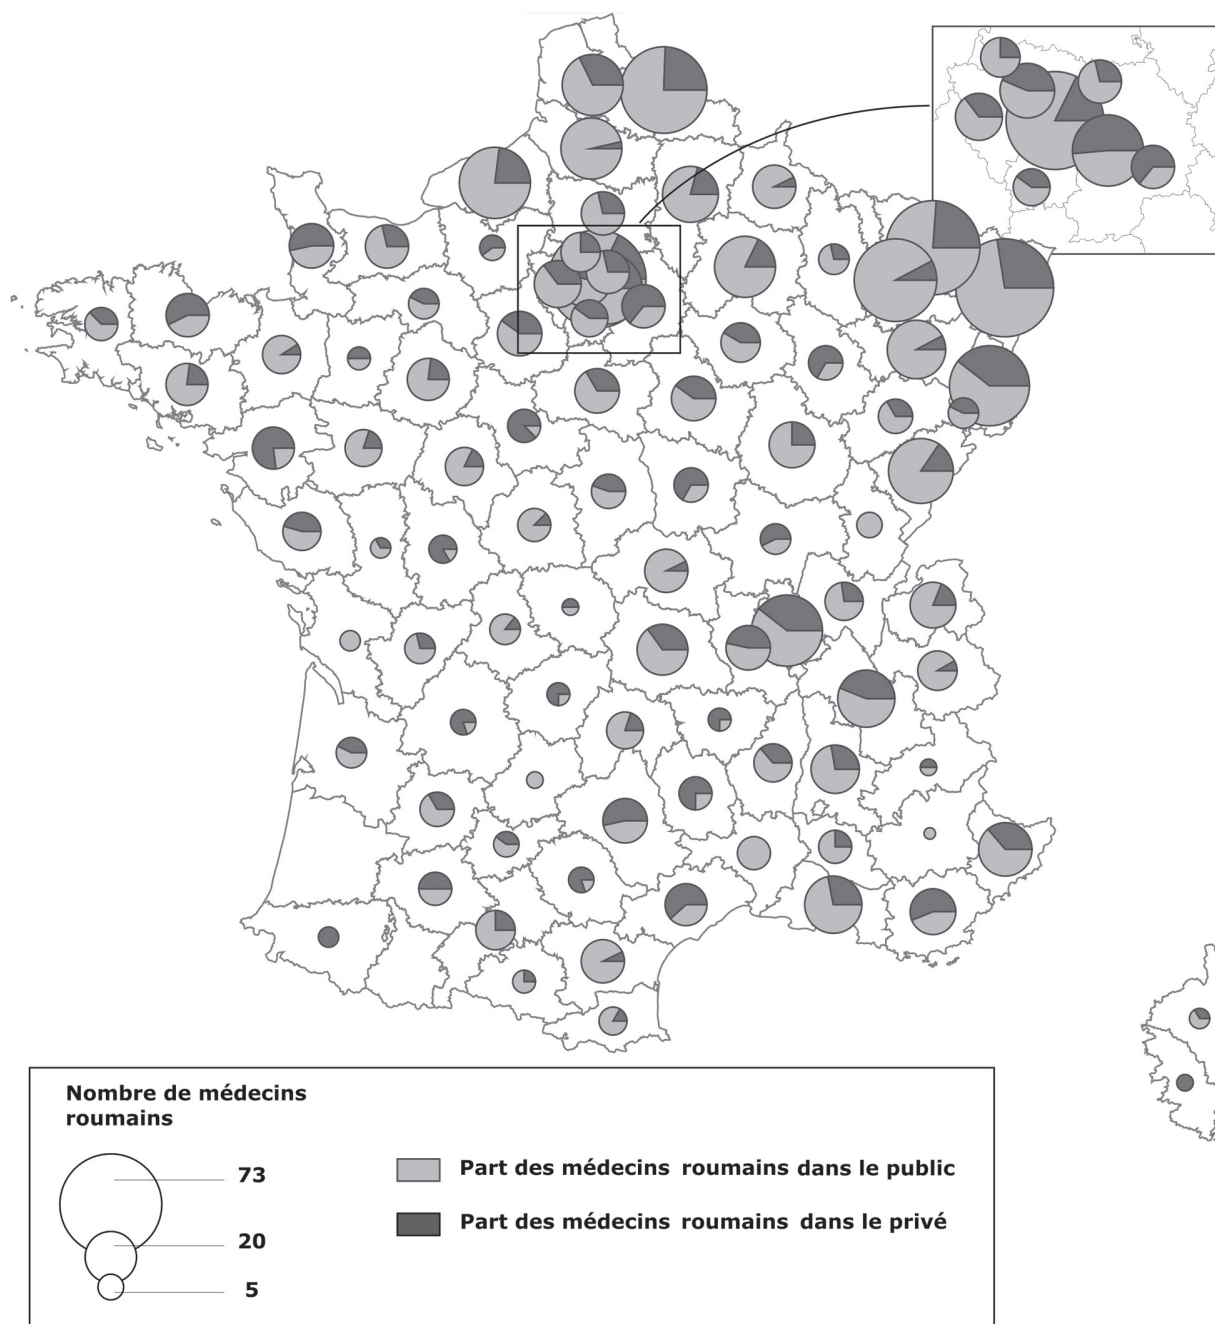 Nombre de médecins
roumains
73
20
5
Part des médecins roumains dans le public
Part des médecins roumains dans le privé